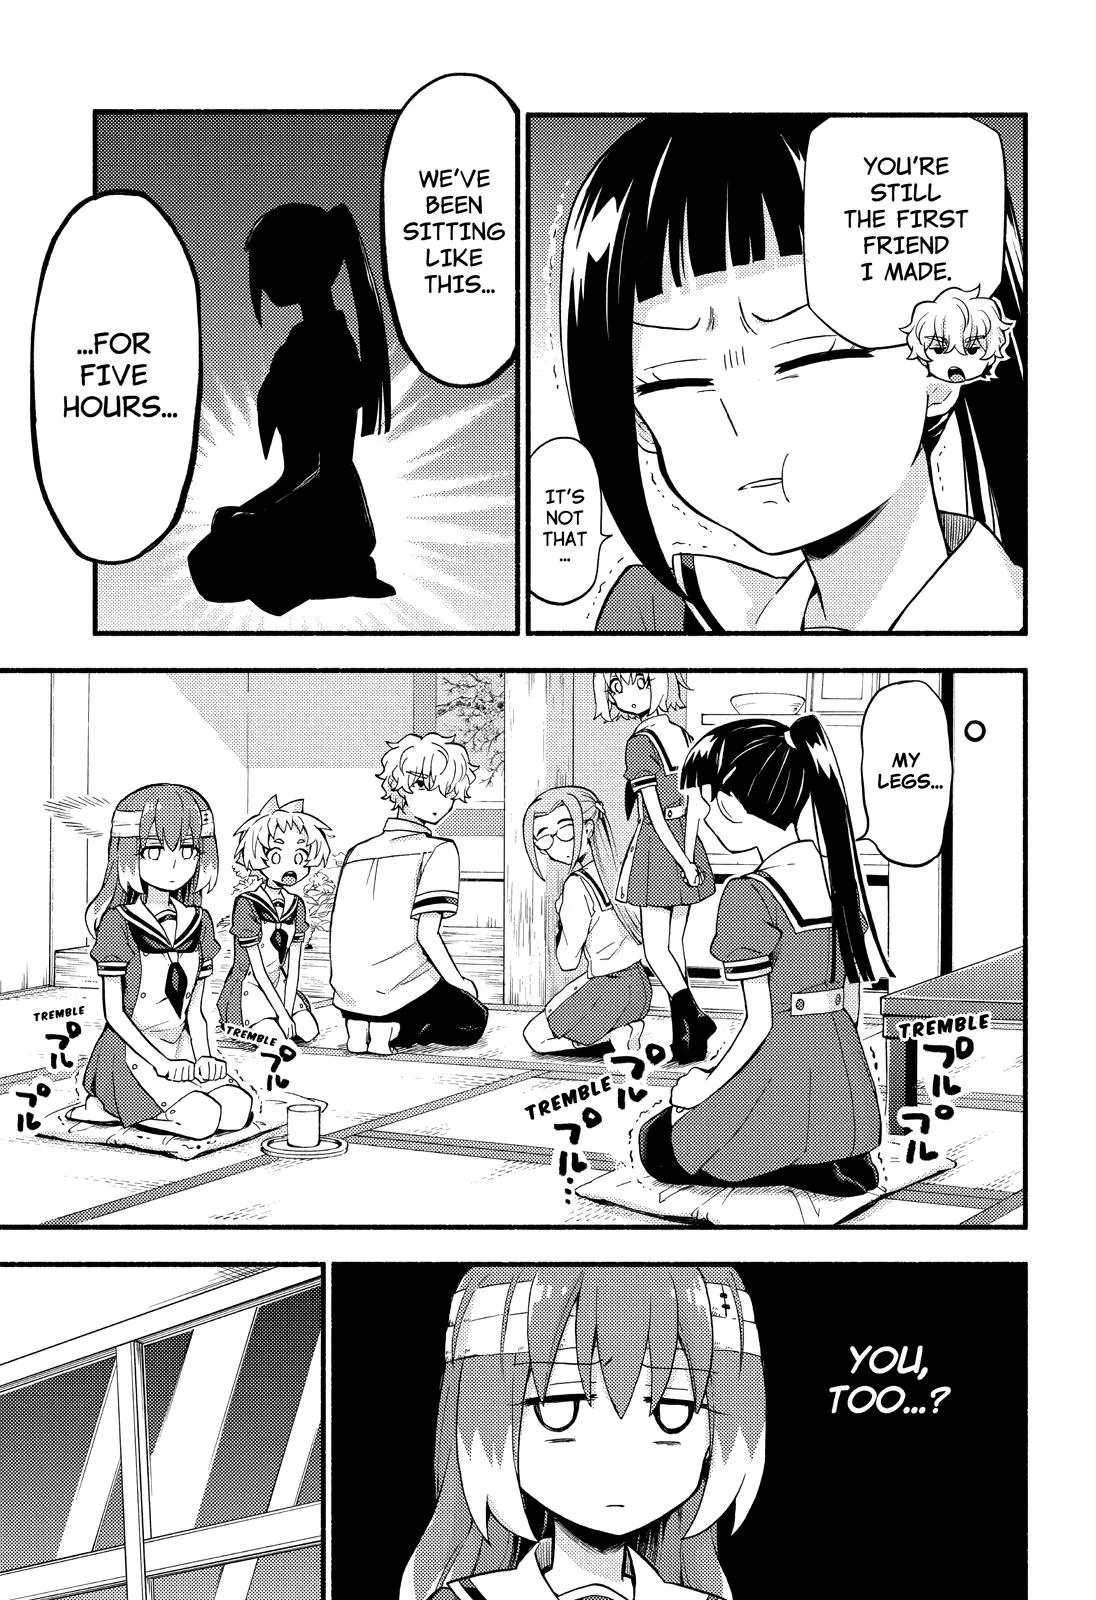 YOU'RE
STILL
THE FIRST
FRIEND
I MADE.
IT'S
NOT
THAT
...
WE'VE
BEEN
SITTING
LIKE
THIS...
...FOR
FIVE
HOURS...
MY
LEGS...
TREMBLE
プル
プル
TREMBLE
プル
TREMBLE
プル
プル...
TREMBLE
プル
プル
YOU,
TOO...?